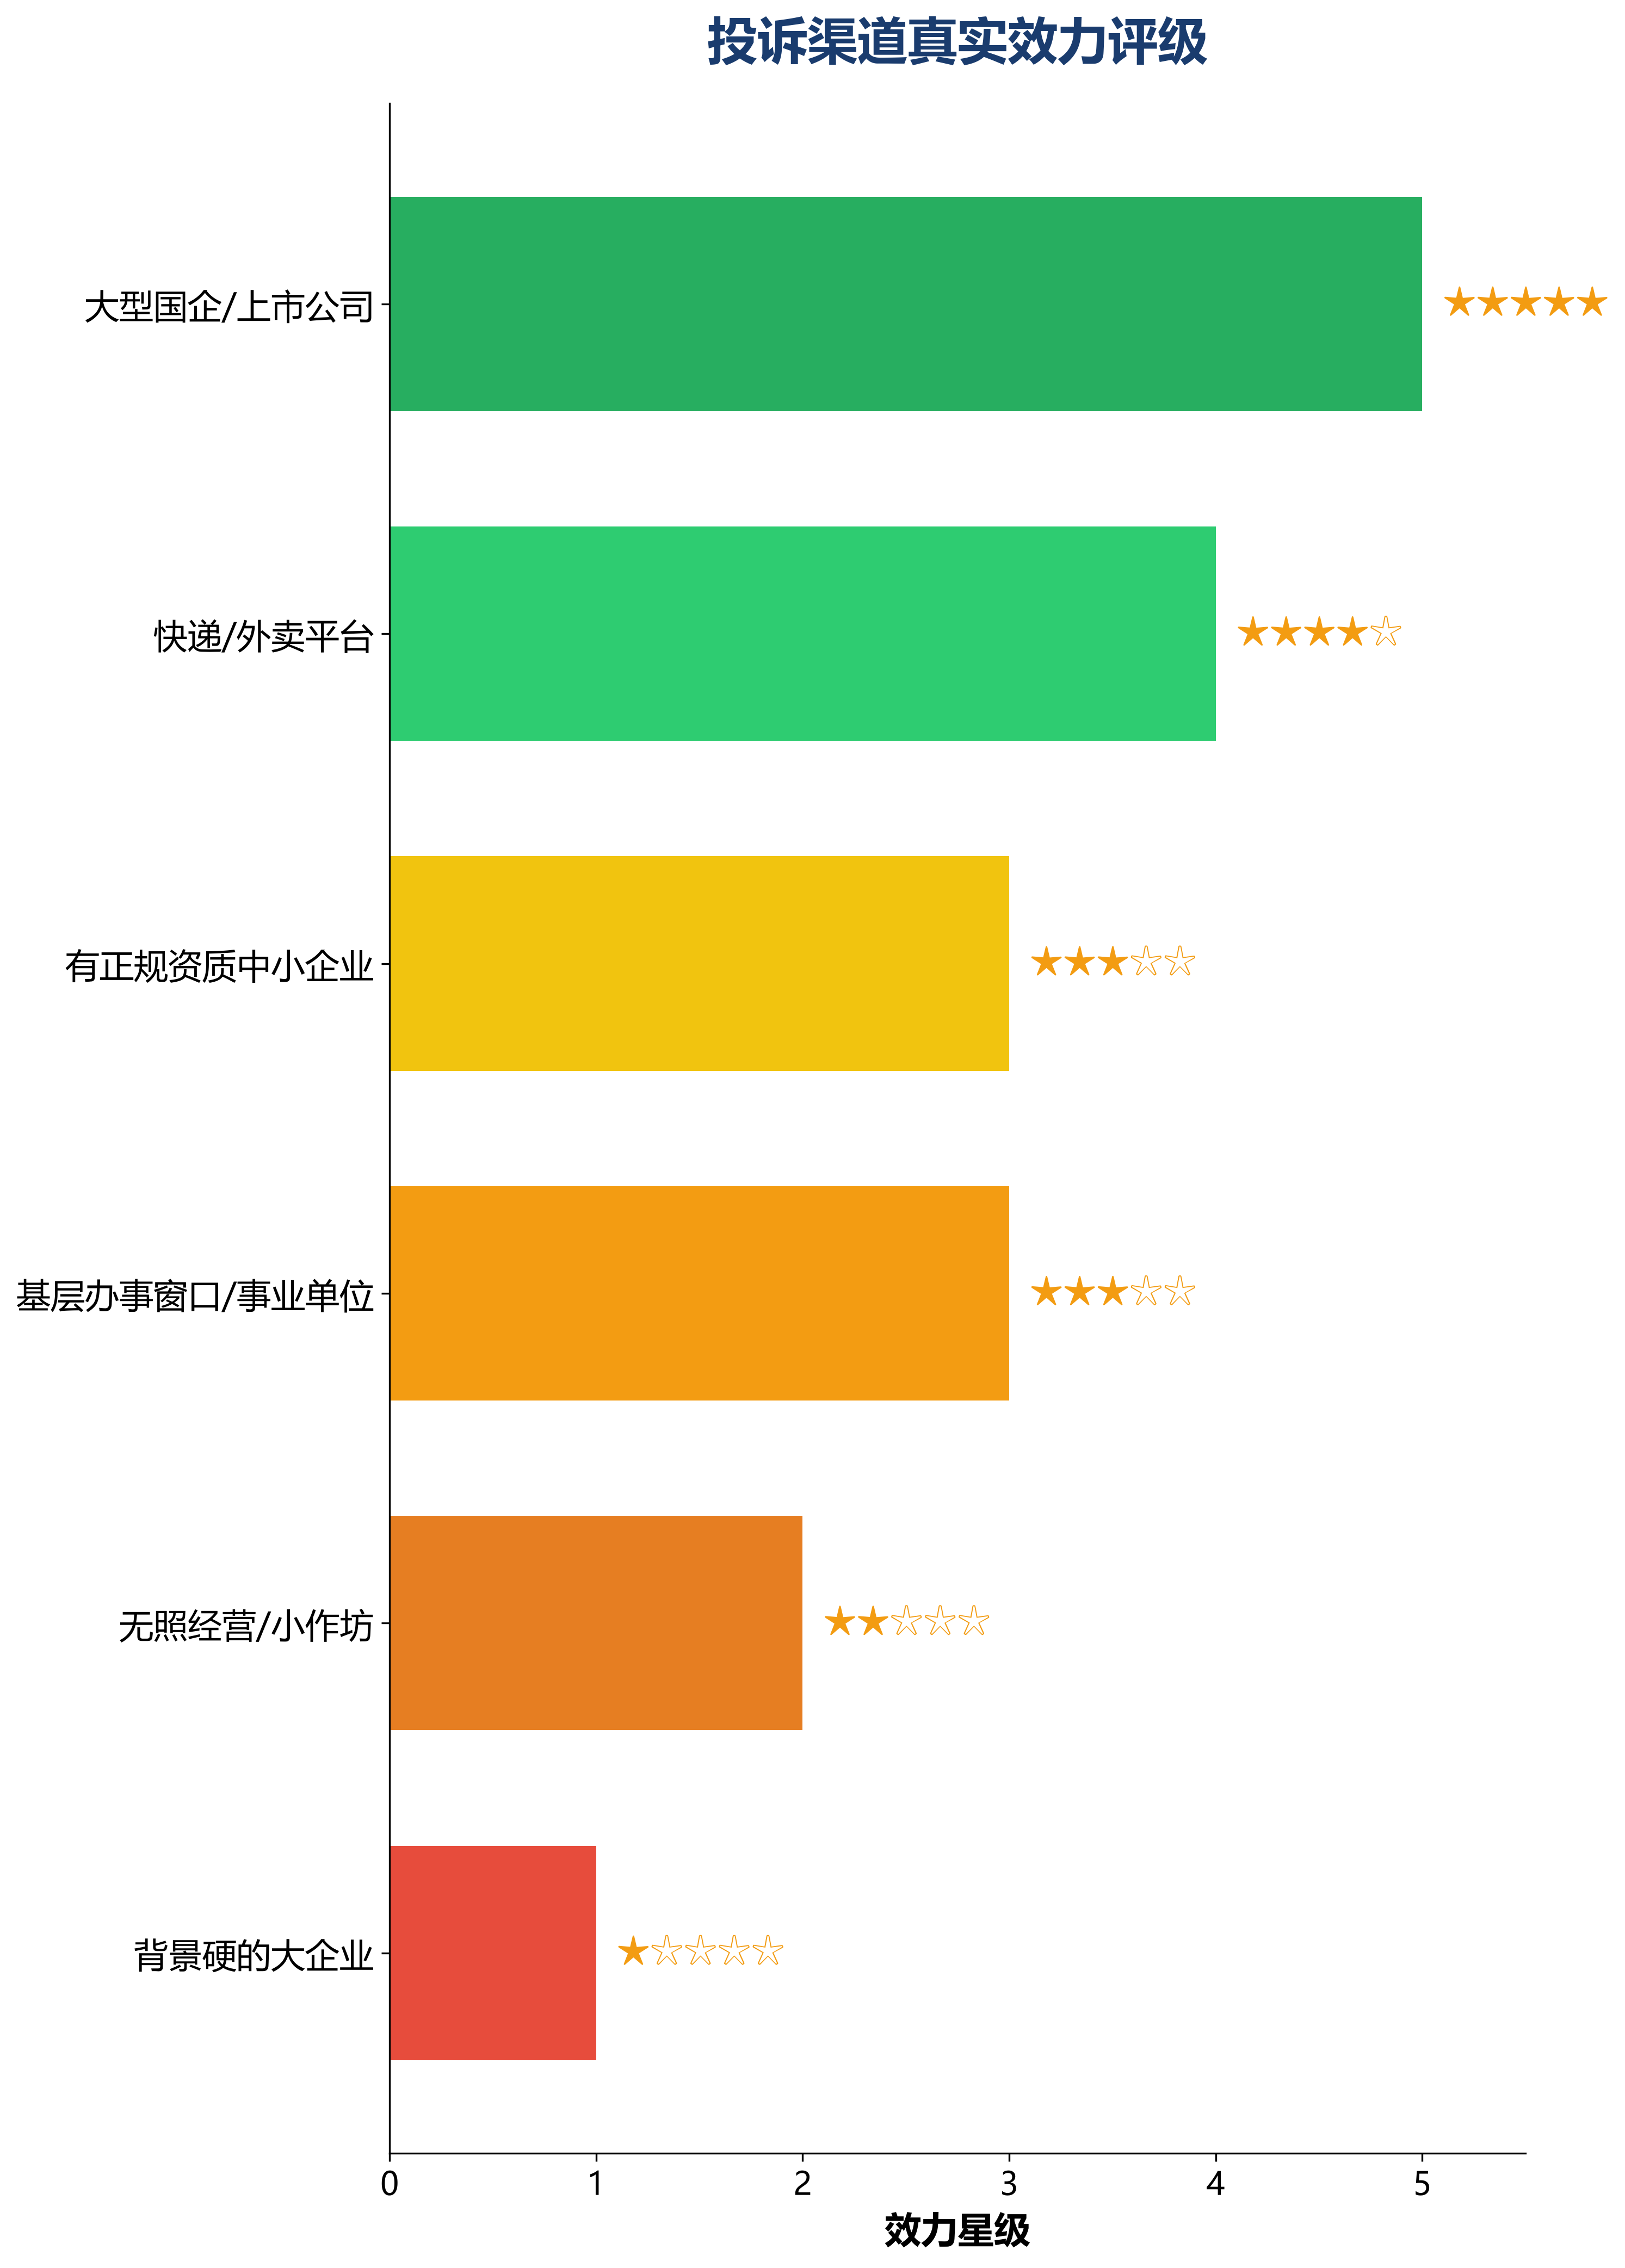 投诉渠道真实效力评级
大型国企/上市公司 ★★★★★
快递/外卖平台 ★★★★☆
有正规资质中小企业 ★★★☆☆
基层办事窗口/事业单位 ★★★☆☆
无照经营/小作坊 ★★☆☆☆
背景硬的大企业 ★☆☆☆☆
0 1 2 3 4 5
效力星级